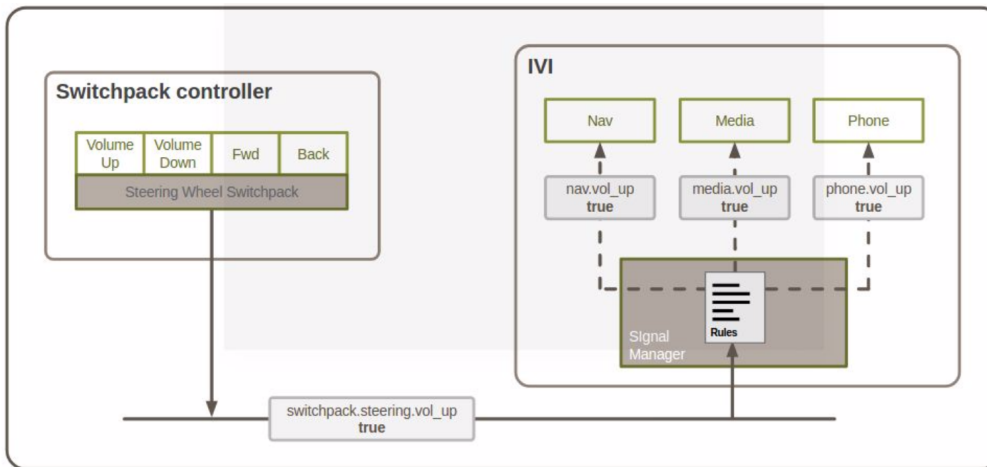 Switchpack controller
Volume
Up
Volume
Down
Fwd
Back
Steering Wheel Switchpack
IVI
Nav
Media
Phone
nav.vol_up
true
media.vol_up
true
phone.vol_up
true
Rules
SIgnal
Manager
switchpack.steering.vol_up
true